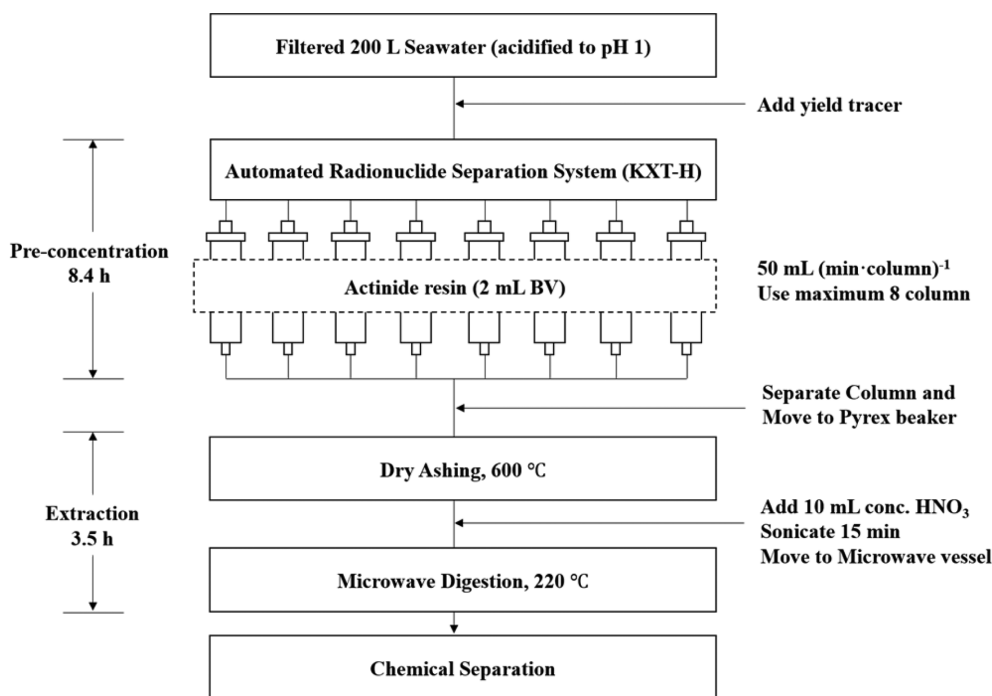 Filtered 200 L Seawater (acidified to pH 1)
Add yield tracer
Automated Radionuclide Separation System (KXT-H)
Pre-concentration
8.4 h
Actinide resin (2 mL BV)
50 mL (min·column)⁻¹
Use maximum 8 column
Separate Column and
Move to Pyrex beaker
Dry Ashing, 600 ℃
Extraction
3.5 h
Add 10 mL conc. HNO₃
Sonicate 15 min
Move to Microwave vessel
Microwave Digestion, 220 ℃
Chemical Separation